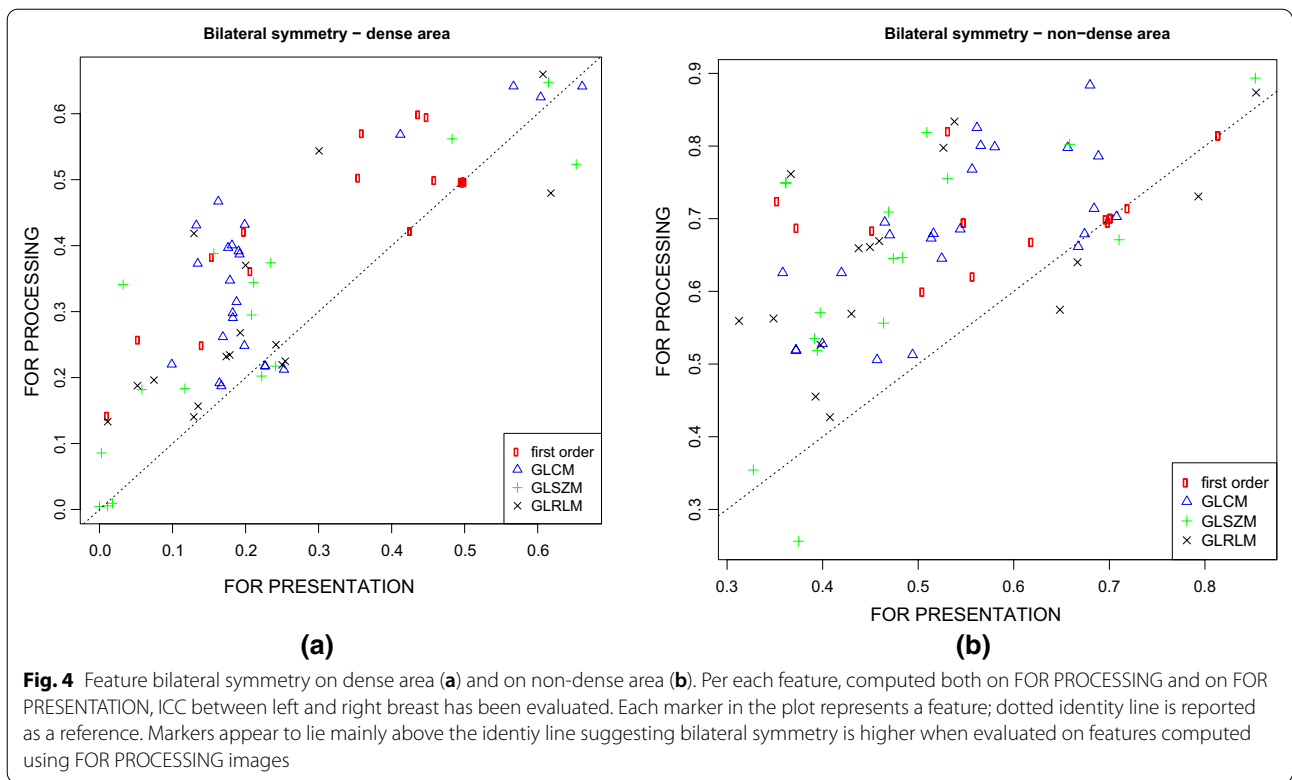 Bilateral symmetry − dense area
FOR PROCESSING
0.6
0.5
0.4
0.3
0.2
0.1
0.0
0.0 0.1 0.2 0.3 0.4 0.5 0.6
FOR PRESENTATION
first order
GLCM
GLSZM
GLRLM
(a)
Bilateral symmetry − non−dense area
FOR PROCESSING
0.9
0.8
0.7
0.6
0.5
0.4
0.3
0.3 0.4 0.5 0.6 0.7 0.8
FOR PRESENTATION
first order
GLCM
GLSZM
GLRLM
(b)
Fig. 4 Feature bilateral symmetry on dense area (a) and on non-dense area (b). Per each feature, computed both on FOR PROCESSING and on FOR
PRESENTATION, ICC between left and right breast has been evaluated. Each marker in the plot represents a feature; dotted identity line is reported
as a reference. Markers appear to lie mainly above the identiy line suggesting bilateral symmetry is higher when evaluated on features computed
using FOR PROCESSING images